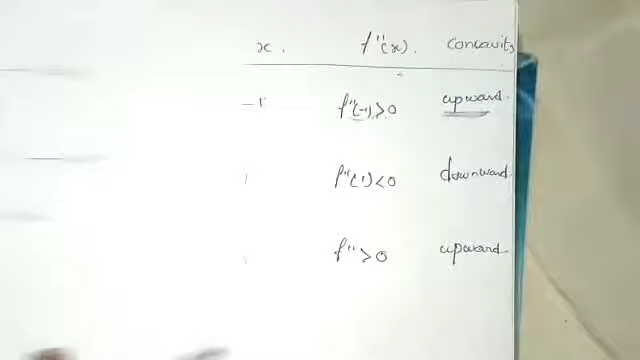 x. f''(x). concavity
-1 f''(-1)>0 upward.
1 f''(1)<0 downward.
f''>0 upward